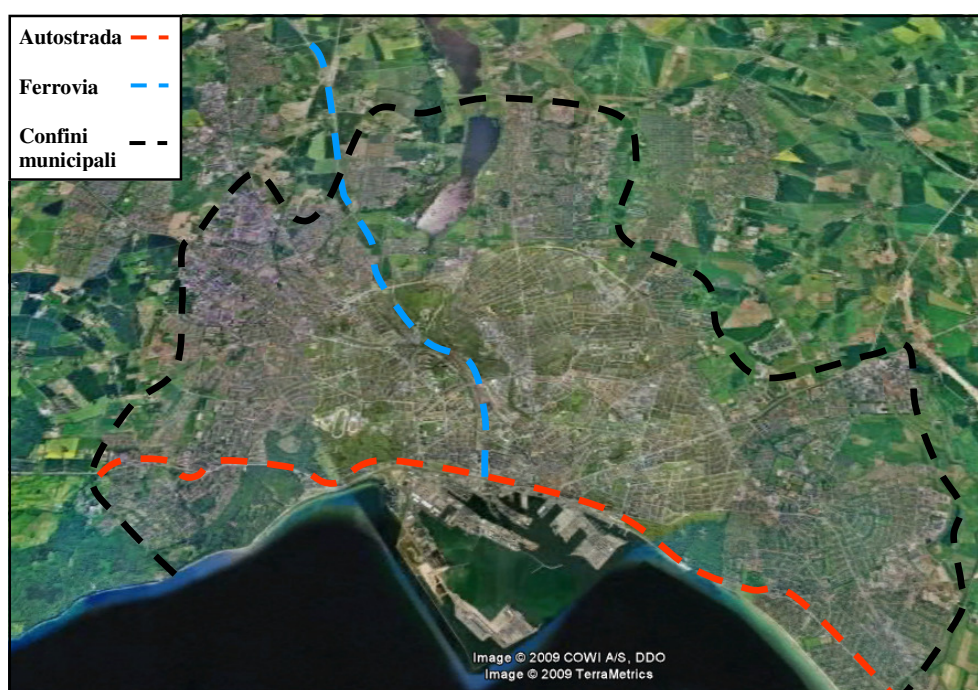 Autostrada
Ferrovia
Confini
municipali
Image © 2009 COWI A/S, DDO
Image © 2009 TerraMetrics